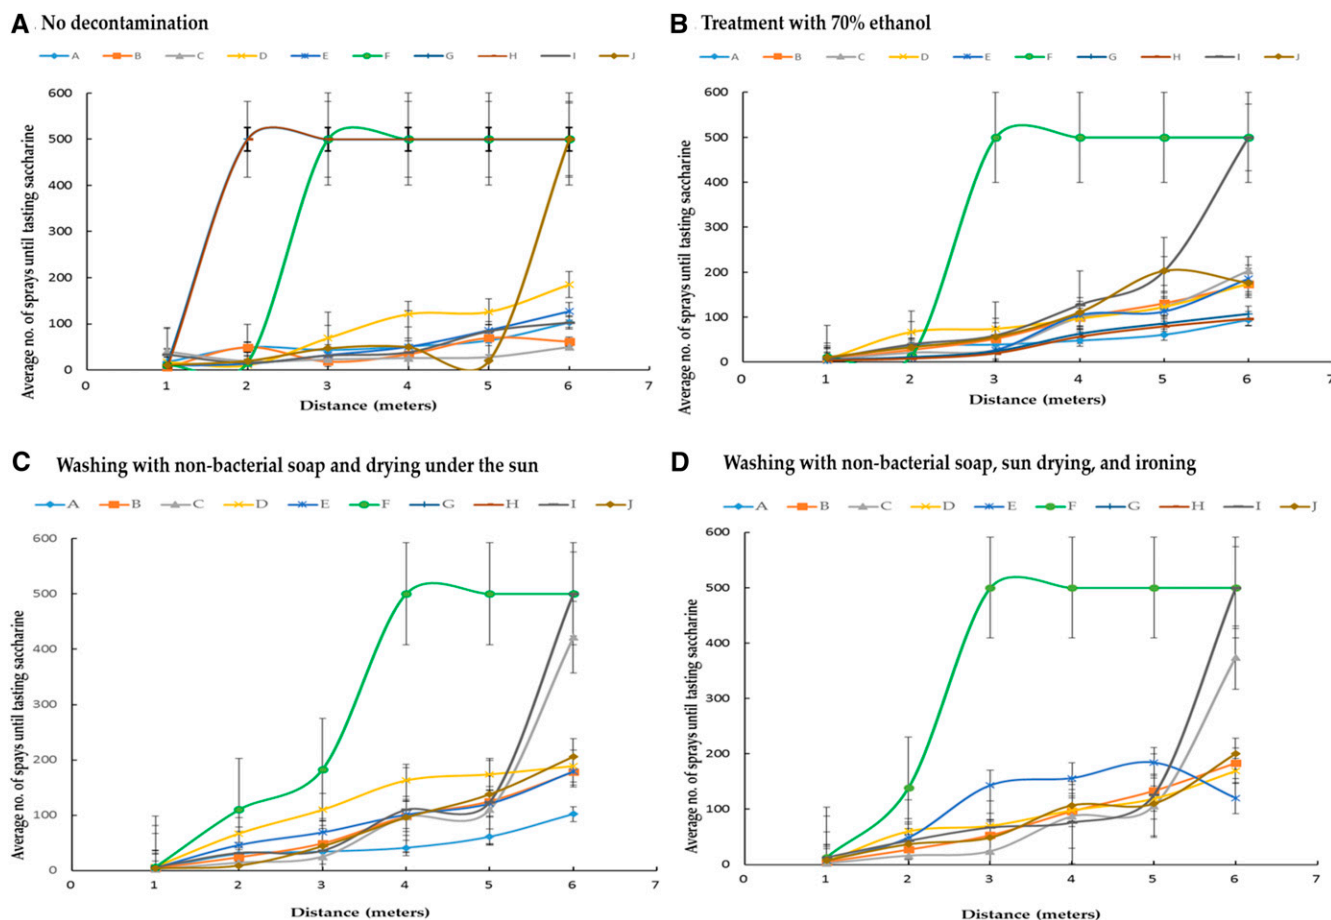 A . No decontamination
A B C D E F G H I J
Average no. of sprays until tasting saccharine
600
500
400
300
200
100
0
0 1 2 3 4 5 6 7
Distance (meters)
B . Treatment with 70% ethanol
A B C D E F G H I J
Average no. of sprays until tasting saccharine
600
500
400
300
200
100
0
0 1 2 3 4 5 6 7
Distance (meters)
C Washing with non-bacterial soap and drying under the sun
A B C D E F G H I J
Average no. of spays until tasting saccharine
600
500
400
300
200
100
0
0 1 2 3 4 5 6 7
Distance (meters)
D Washing with non-bacterial soap, sun drying, and ironing
A B C D E F G H I J
Average no. of sprays until tasting saccharine
600
500
400
300
200
100
0
0 1 2 3 4 5 6 7
Distance (meters)